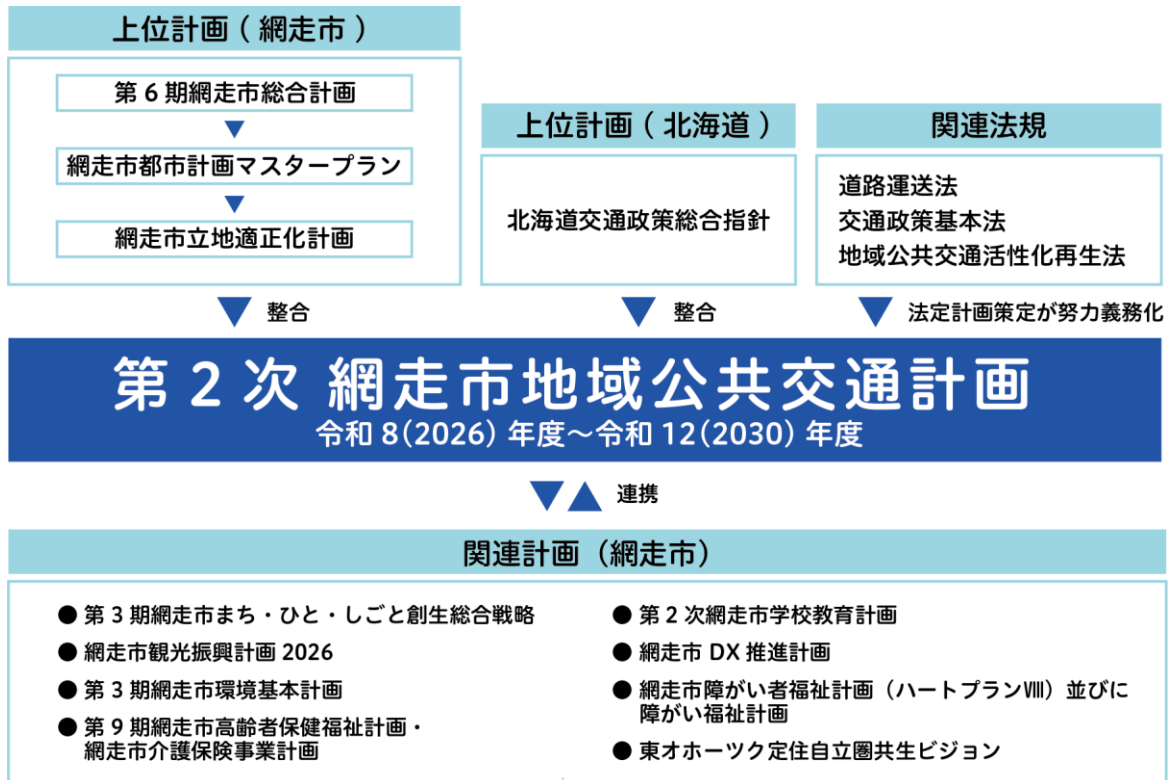 上位計画（網走市）
第6期網走市総合計画
▼
網走市都市計画マスタープラン
▼
網走市立地適正化計画
上位計画（北海道）
北海道交通政策総合指針
関連法規
道路運送法
交通政策基本法
地域公共交通活性化再生法
▼ 整合
▼ 整合
▼ 法定計画策定が努力義務化
第2次 網走市地域公共交通計画
令和8(2026) 年度～令和12(2030) 年度
▼▲ 連携
関連計画（網走市）
● 第3期網走市まち・ひと・しごと創生総合戦略
● 網走市観光振興計画2026
● 第3期網走市環境基本計画
● 第9期網走市高齢者保健福祉計画・
網走市介護保険事業計画
● 第2次網走市学校教育計画
● 網走市DX推進計画
● 網走市障がい者福祉計画（ハートプランⅧ）並びに
障がい福祉計画
● 東オホーツク定住自立圏共生ビジョン